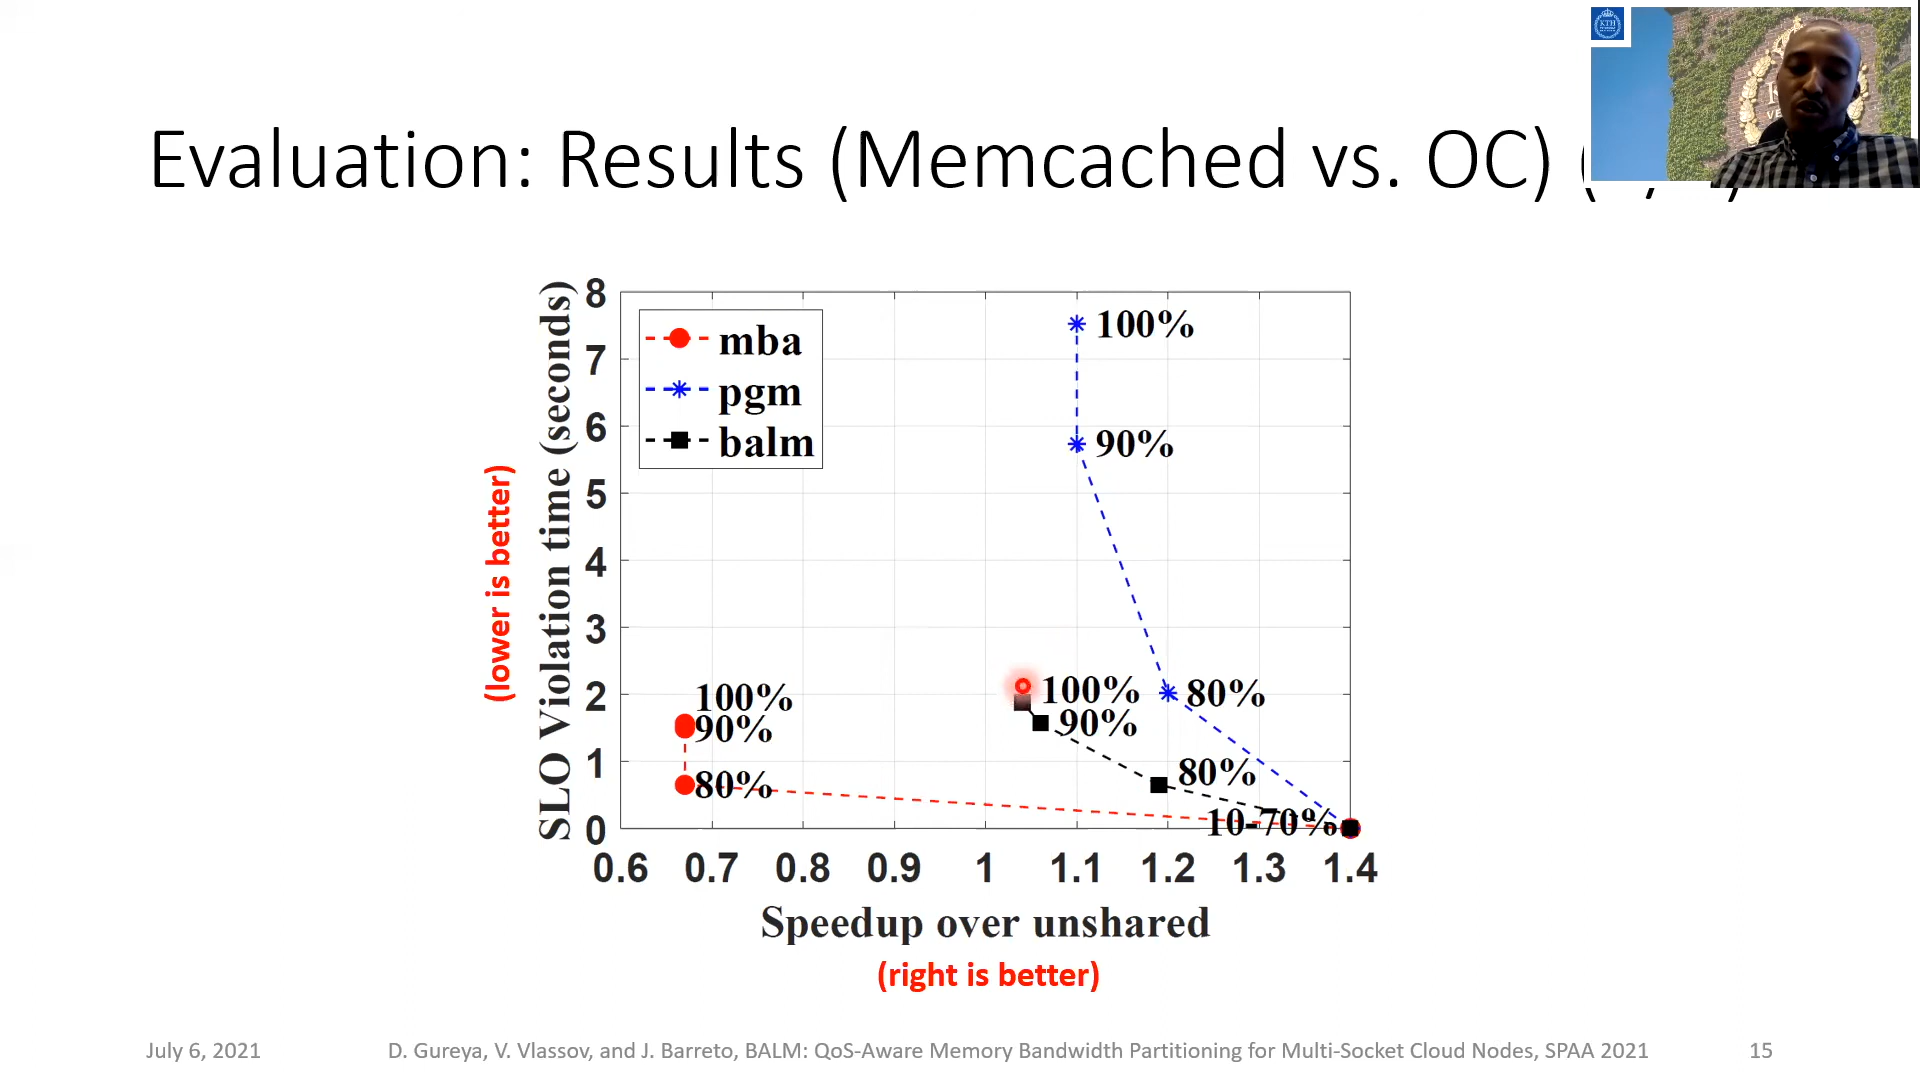 KTH
Evaluation: Results (Memcached vs. OC)
8
7
6
5
4
3
2
1
0
SLO Violation time (seconds)
(lower is better)
mba
pgm
balm
100%
90%
80%
100%
90%
80%
10-70%
100%
90%
80%
0.6 0.7 0.8 0.9 1 1.1 1.2 1.3 1.4
Speedup over unshared
(right is better)
July 6, 2021
D. Gureya, V. Vlassov, and J. Barreto, BALM: QoS-Aware Memory Bandwidth Partitioning for Multi-Socket Cloud Nodes, SPAA 2021
15